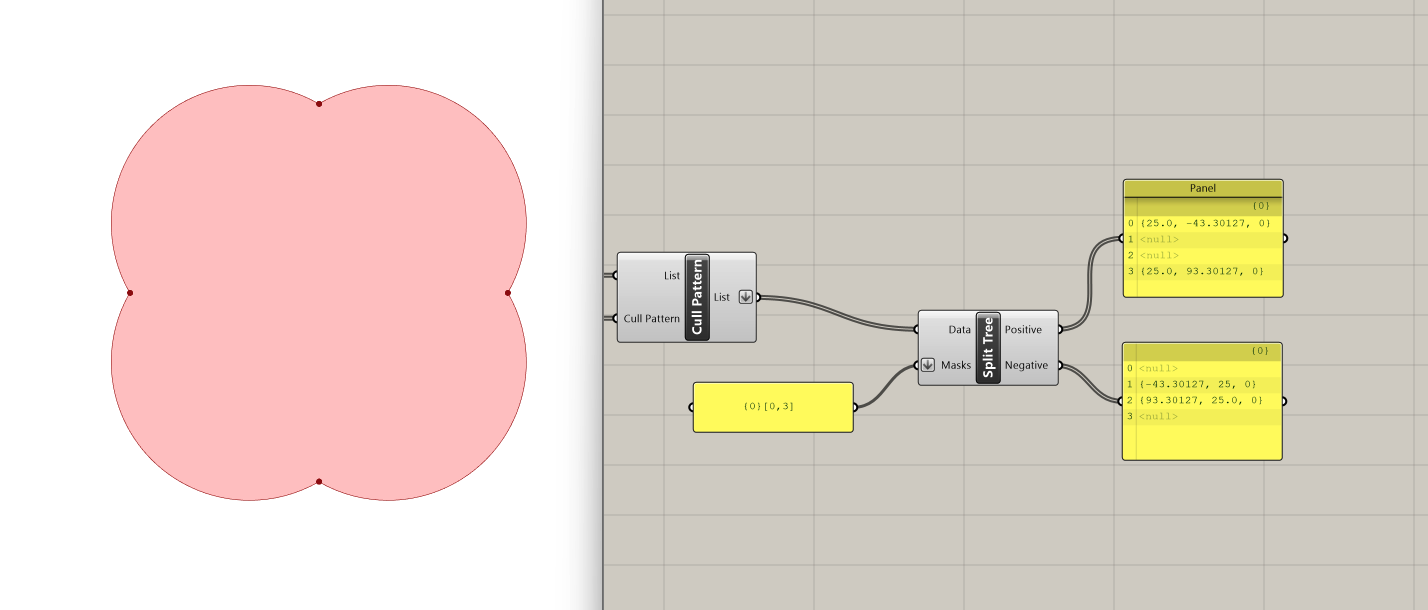 List
Cull Pattern
Cull Pattern
List
{0}[0,3]
Data
Masks
Split Tree
Positive
Negative
Panel
{0}
0 {25.0, -43.30127, 0}
1 <null>
2 <null>
3 {25.0, 93.30127, 0}
{0}
0 <null>
1 {-43.30127, 25, 0}
2 {93.30127, 25.0, 0}
3 <null>